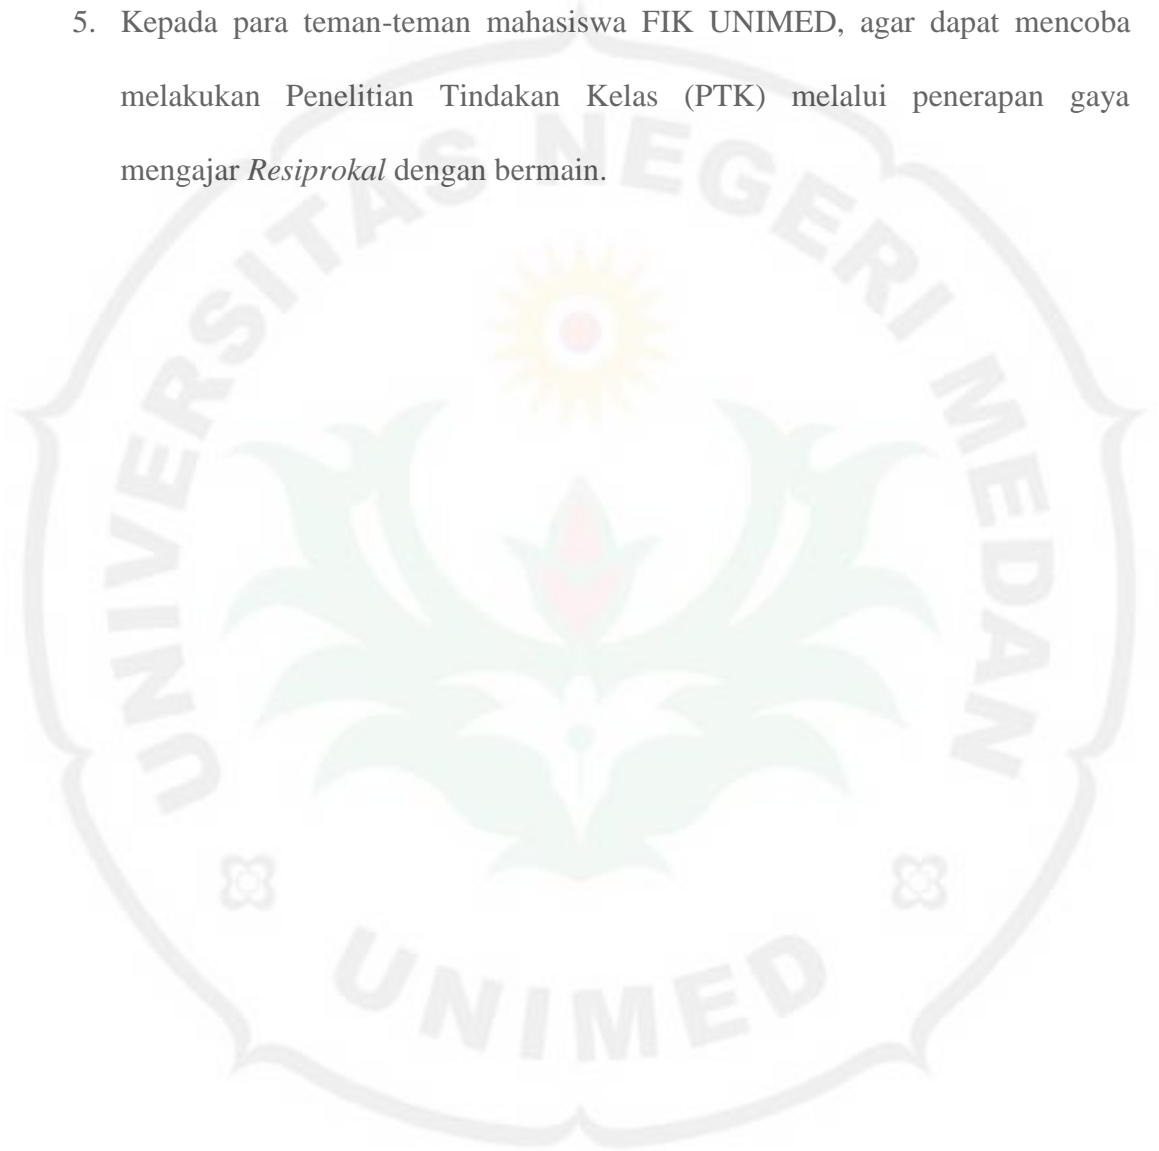 5. Kepada para teman-teman mahasiswa FIK UNIMED, agar dapat mencoba
melakukan Penelitian Tindakan Kelas (PTK) melalui penerapan gaya
mengajar Resiprokal dengan bermain.
UNIVERSITAS NEGERI MEDAN
UNIMED